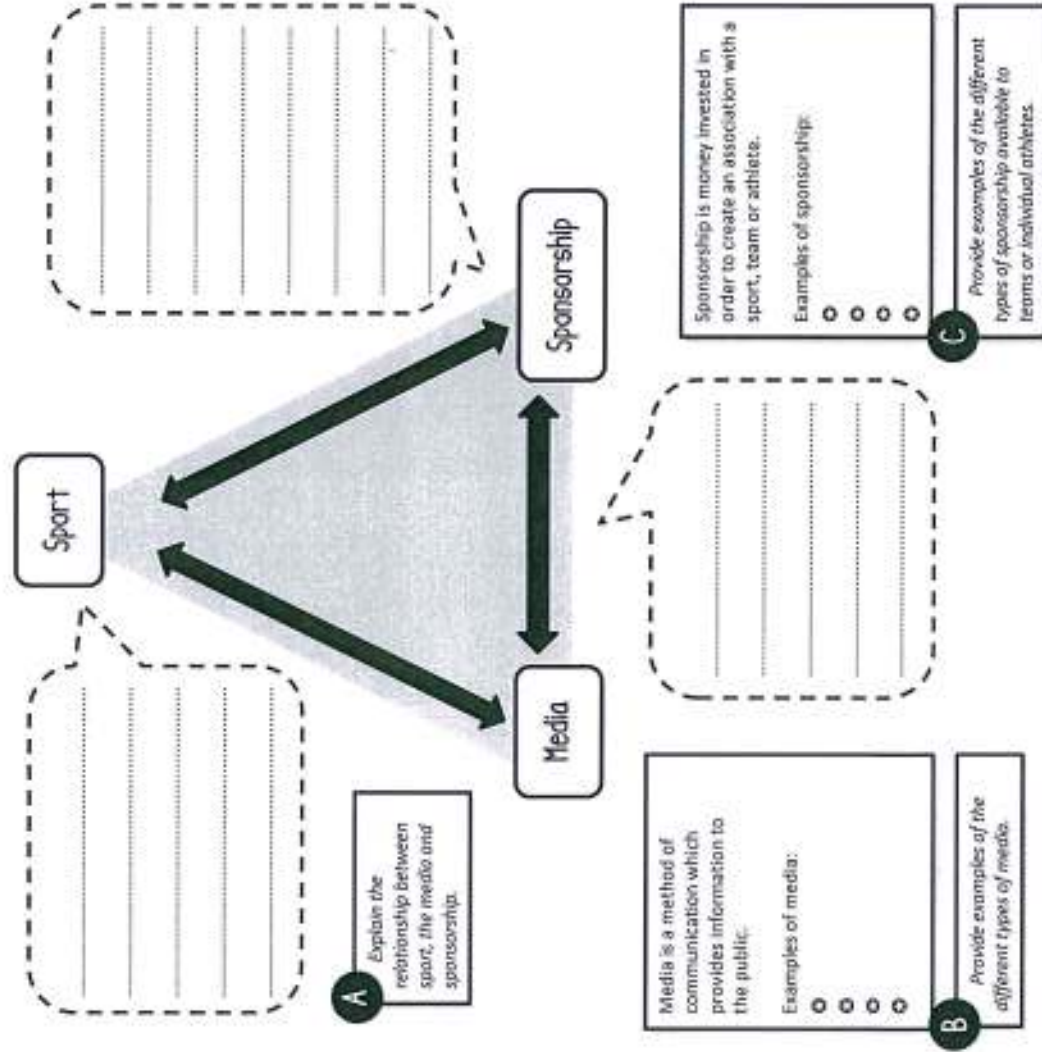 Sport
Media
Sponsorship
A
Explain the
relationship between
sport, the media and
sponsorship.
Media is a method of
communication which
provides information to
the public.
Examples of media:
B
Provide examples of the
different types of media.
Sponsorship is money invested in
order to create an association with a
sport, team or athlete.
Examples of sponsorship:
C
Provide examples of the different
types of sponsorship available to
teams or individual athletes.